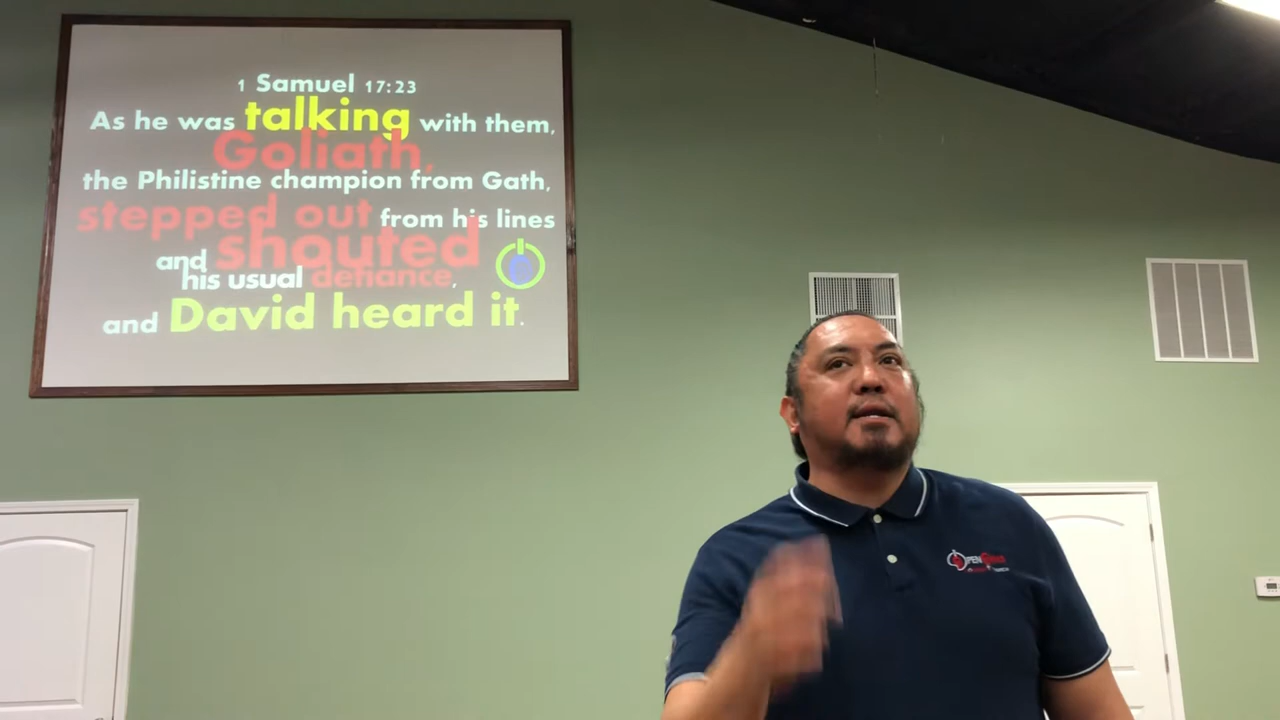 1 Samuel 17:23
As he was talking with them,
Goliath,
the Philistine champion from Gath,
stepped out from his lines
and shouted
his usual defiance,
and David heard it.